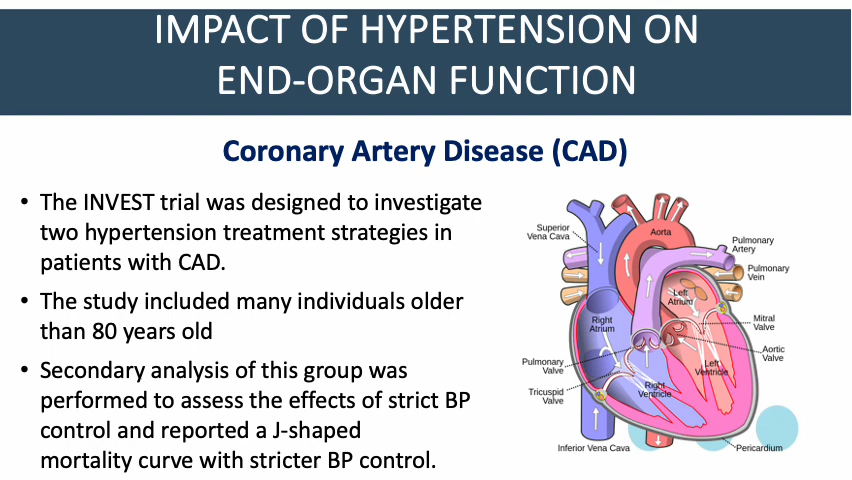 IMPACT OF HYPERTENSION ON
END-ORGAN FUNCTION
Coronary Artery Disease (CAD)
• The INVEST trial was designed to investigate
two hypertension treatment strategies in
patients with CAD.
• The study included many individuals older
than 80 years old
• Secondary analysis of this group was
performed to assess the effects of strict BP
control and reported a J-shaped
mortality curve with stricter BP control.
Superior
Vena Cava
Aorta
Pulmonary
Artery
Pulmonary
Vein
Left
Atrium
Right
Atrium
Mitral
Valve
Aortic
Valve
Pulmonary
Valve
Left
Ventricle
Tricuspid
Valve
Right
Ventricle
Inferior Vena Cava
Pericardium